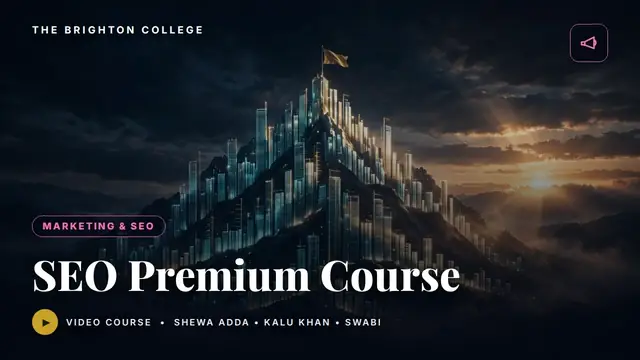 THE BRIGHTON COLLEGE
MARKETING & SEO
SEO Premium Course
VIDEO COURSE • SHEWA ADDA • KALU KHAN • SWABI